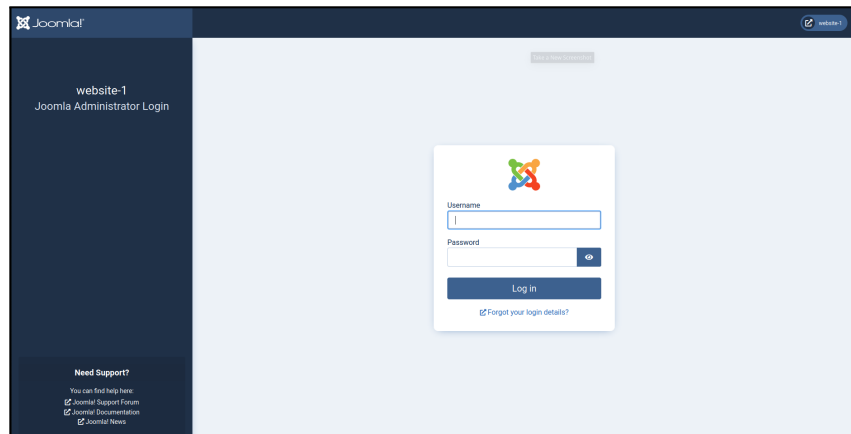 Joomla!
website-1
website-1
Joomla Administrator Login
Username
Password
Log in
Forgot your login details?
Need Support?
You can find help here:
Joomla! Support Forum
Joomla! Documentation
Joomla! News